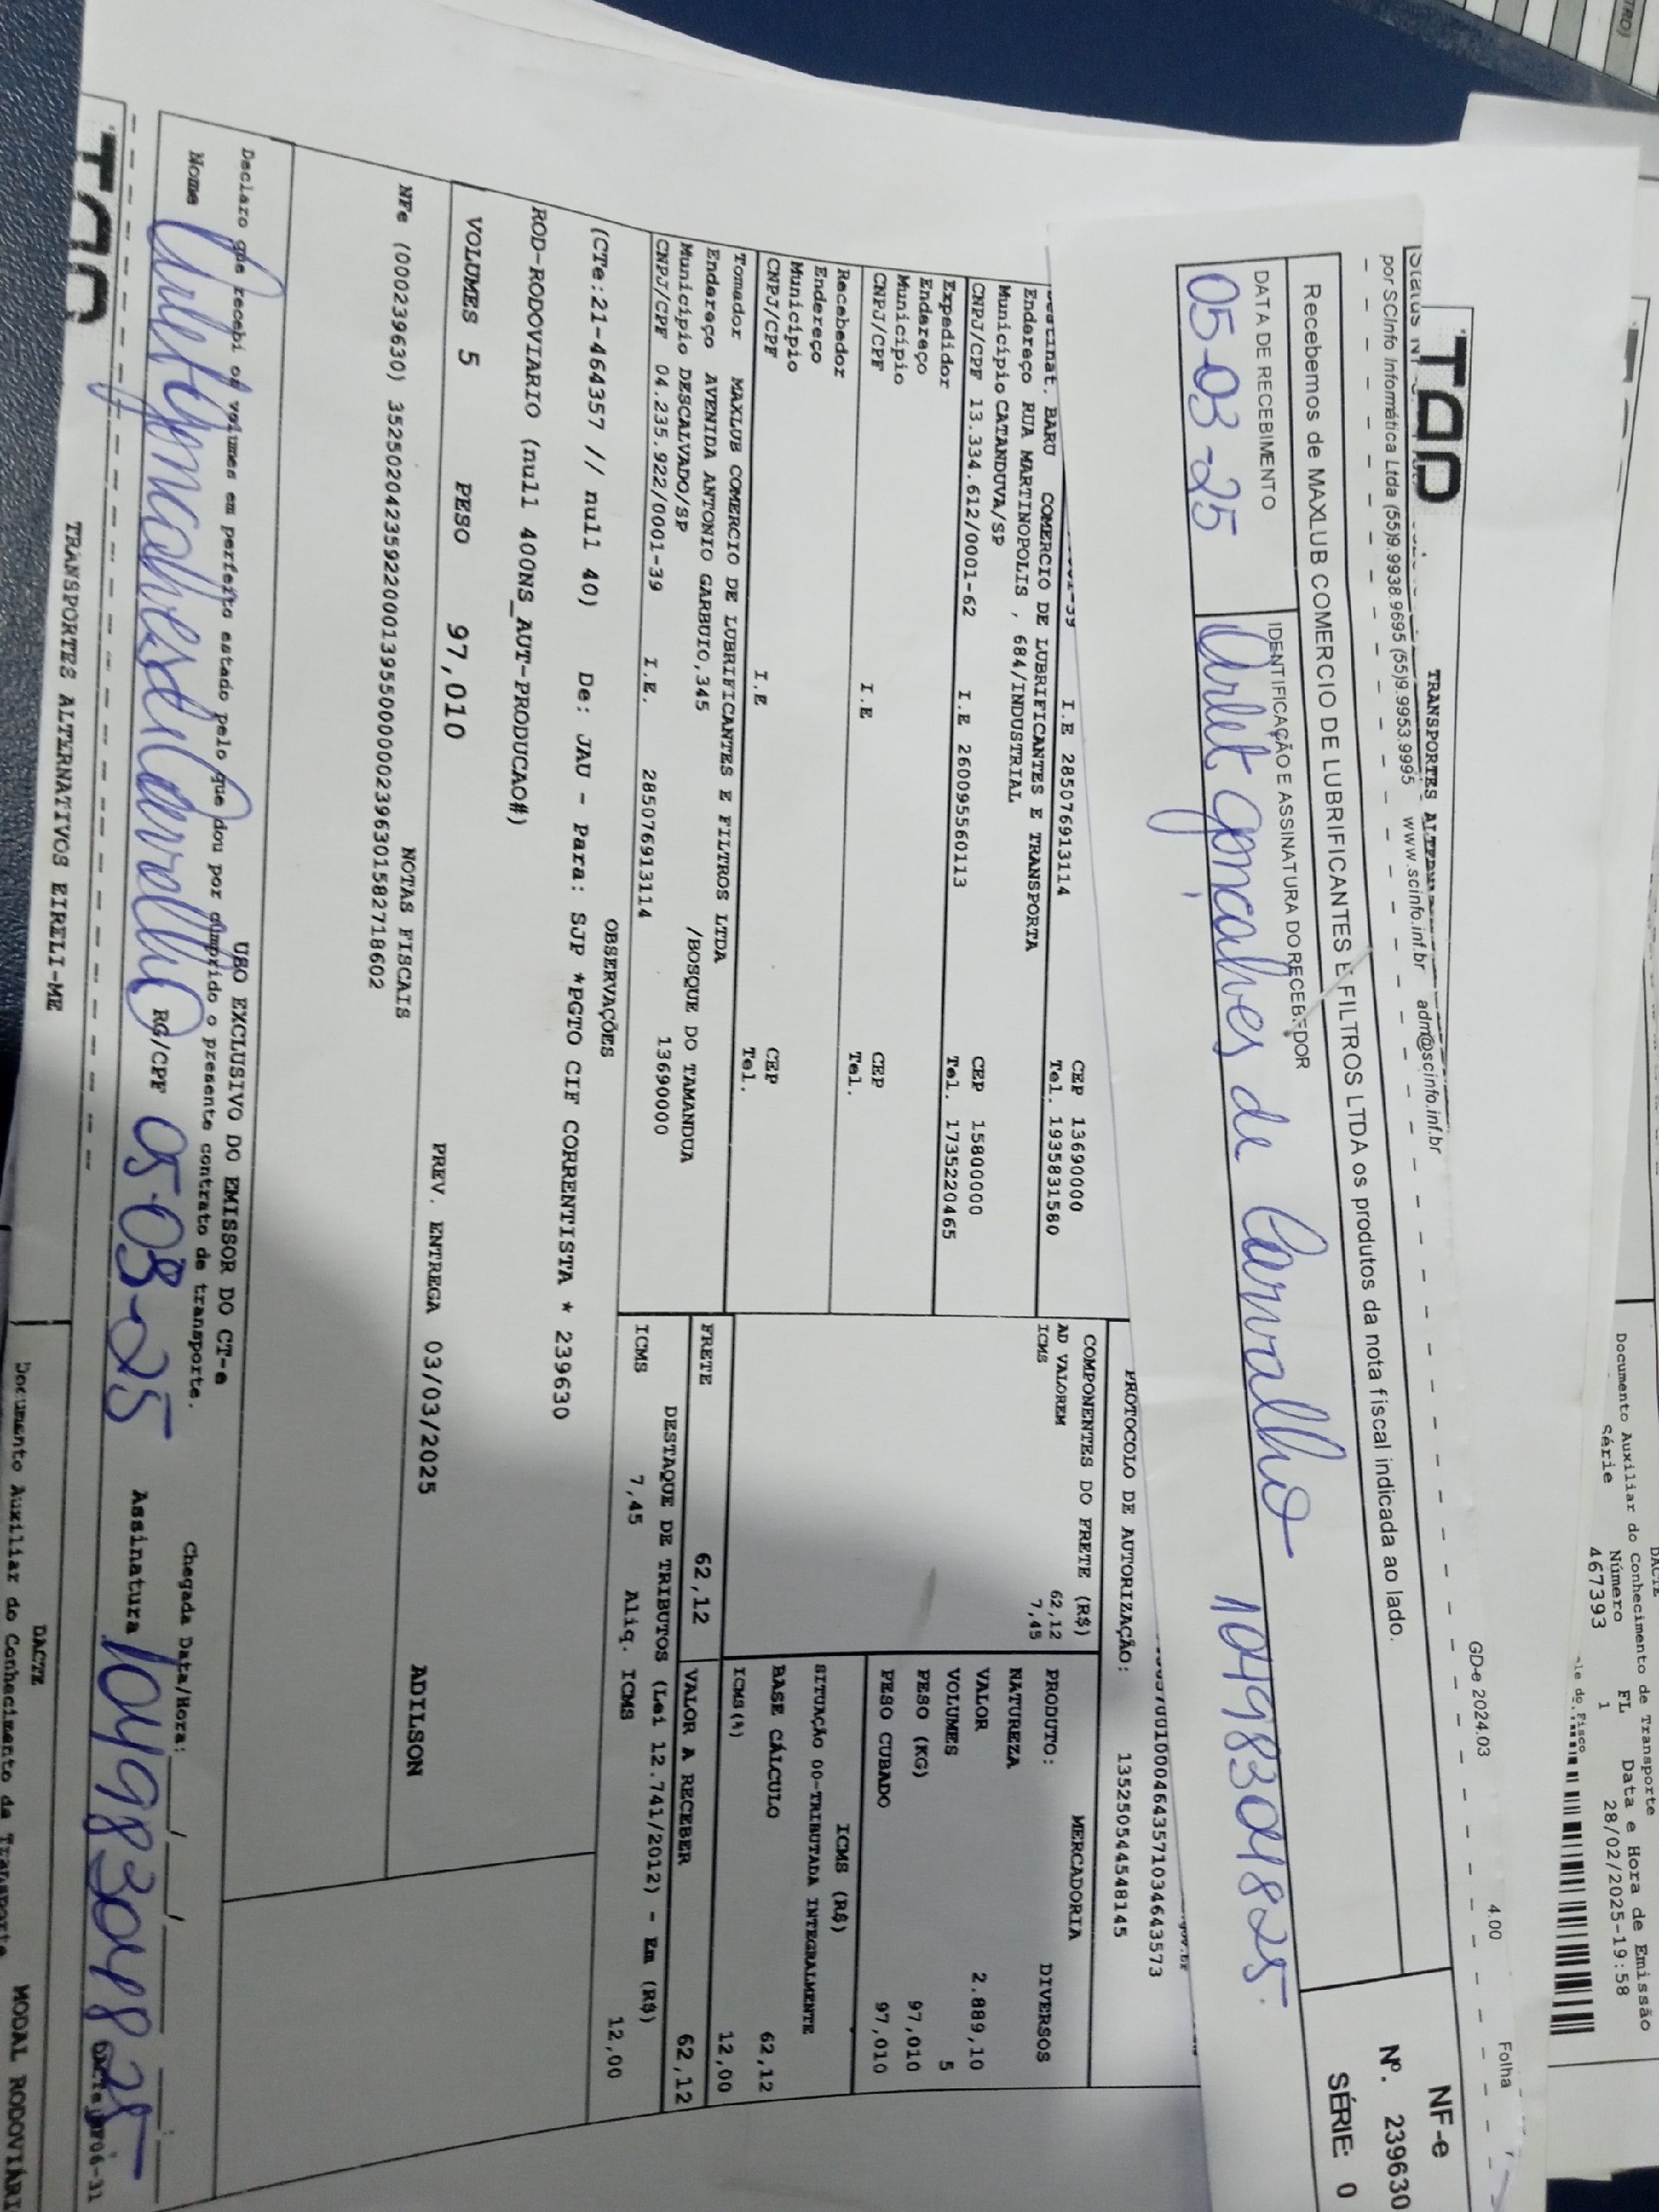 DACTE
Documento Auxiliar do Conhecimento de Transporte
Série Número FL Data e Hora de Emissão
467393 1 28/02/2025-19:58
TRANSPORTES
GD-e 2024.03 4.00 Folha
por SCInfo Informática Ltda (55)9.9938.9695 (55)9.9953.9995 www.scinfo.inf.br adm@scinfo.inf.br
NF-e
Nº. 239630
SÉRIE: 0
Recebemos de MAXLUB COMERCIO DE LUBRIFICANTES E FILTROS LTDA os produtos da nota fiscal indicada ao lado.
DATA DE RECEBIMENTO
IDENTIFICAÇÃO E ASSINATURA DO RECEBEDOR
05-03-25 Arlet Gonçalves de Carvalho 10498304825
PROTOCOLO DE AUTORIZAÇÃO: 135250544548145
I.E 285076913114 CEP 13690000
Tel. 1935831560
BARU COMERCIO DE LUBRIFICANTES E TRANSPORTA
Endereço RUA MARTINOPOLIS , 684/INDUSTRIAL
Município CATANDUVA/SP CEP 15800000
CNPJ/CPF 13.334.612/0001-62 I.E 260095560113 Tel. 1735220465
Expedidor
Endereço
Município CEP
CNPJ/CPF I.E Tel.
Recebedor
Endereço
Município CEP
CNPJ/CPF I.E Tel.
Tomador MAXLUB COMERCIO DE LUBRIFICANTES E FILTROS LTDA
Endereço AVENIDA ANTONIO GARBUIO,345 /BOSQUE DO TAMANDUA
Município DESCALVADO/SP 13690000
CNPJ/CPF 04.235.922/0001-39 I.E. 285076913114
COMPONENTES DO FRETE (R$)
AD VALOREM 62,12
ICMS 7,45
MERCADORIA
PRODUTO: DIVERSOS
NATUREZA
VALOR 2.889,10
VOLUMES 5
PESO (KG) 97,010
PESO CUBADO 97,010
ICMS (R$)
SITUAÇÃO 00-TRIBUTADA INTEGRALMENTE
BASE CÁLCULO 62,12
ICMS(%) 12,00
FRETE 62,12 VALOR A RECEBER 62,12
DESTAQUE DE TRIBUTOS (Lei 12.741/2012) - Em (R$)
ICMS 7,45 Aliq. ICMS 12,00
OBSERVAÇÕES
(CTe:21-464357 // null 40) De: JAU - Para: SJP *PGTO CIF CORRENTISTA * 239630
ROD-RODOVIARIO (null 400NS_AUT-PRODUCAO#)
VOLUMES 5 PESO 97,010 PREV. ENTREGA 03/03/2025 ADILSON
NOTAS FISCAIS
NFe (000239630) 35250204235922000139550000002396301582718602
USO EXCLUSIVO DO EMISSOR DO CT-e
Declaro que recebi os volumes em perfeito estado pelo que dou por cumprido o presente contrato de transporte.
Chegada Data/Hora:
Nome Arlet Gonçalves de Carvalho RG/CPF 05-03-25 Assinatura 10498304825
TRANSPORTES ALTERNATIVOS EIRELI-ME
DACTE
Documento Auxiliar do Conhecimento de Transporte
MODAL